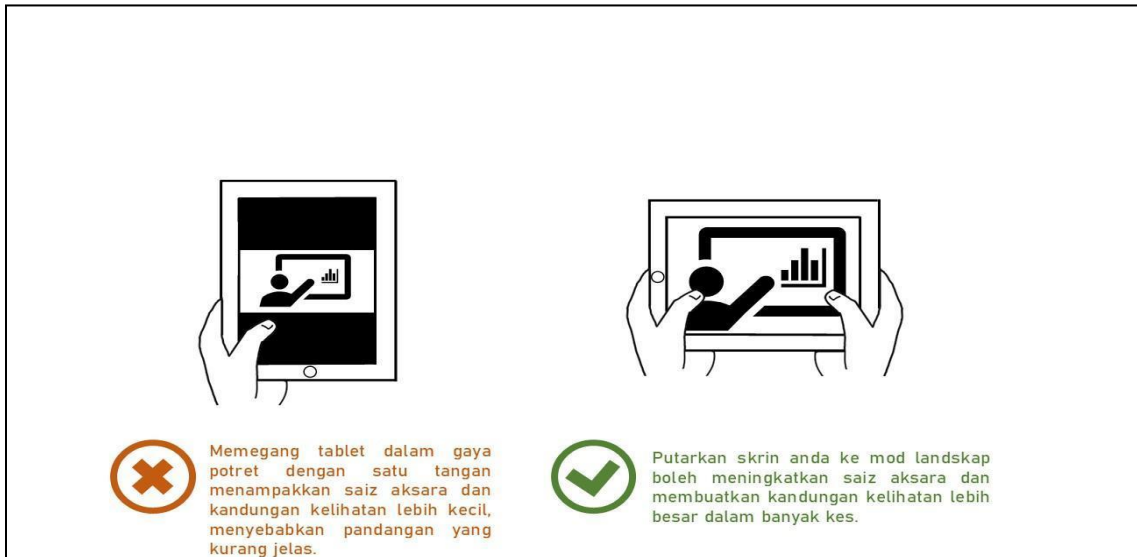 Memegang tablet dalam gaya
potret dengan satu tangan
menampakkan saiz aksara dan
kandungan kelihatan lebih kecil,
menyebabkan pandangan yang
kurang jelas.
Putarkan skrin anda ke mod landskap
boleh meningkatkan saiz aksara dan
membuatkan kandungan kelihatan lebih
besar dalam banyak kes.